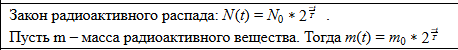 Закон радиоактивного распада: N(t) = N₀ * 2^(-t/T) .
Пусть m – масса радиоактивного вещества. Тогда m(t) = m₀ * 2^(-t/T)